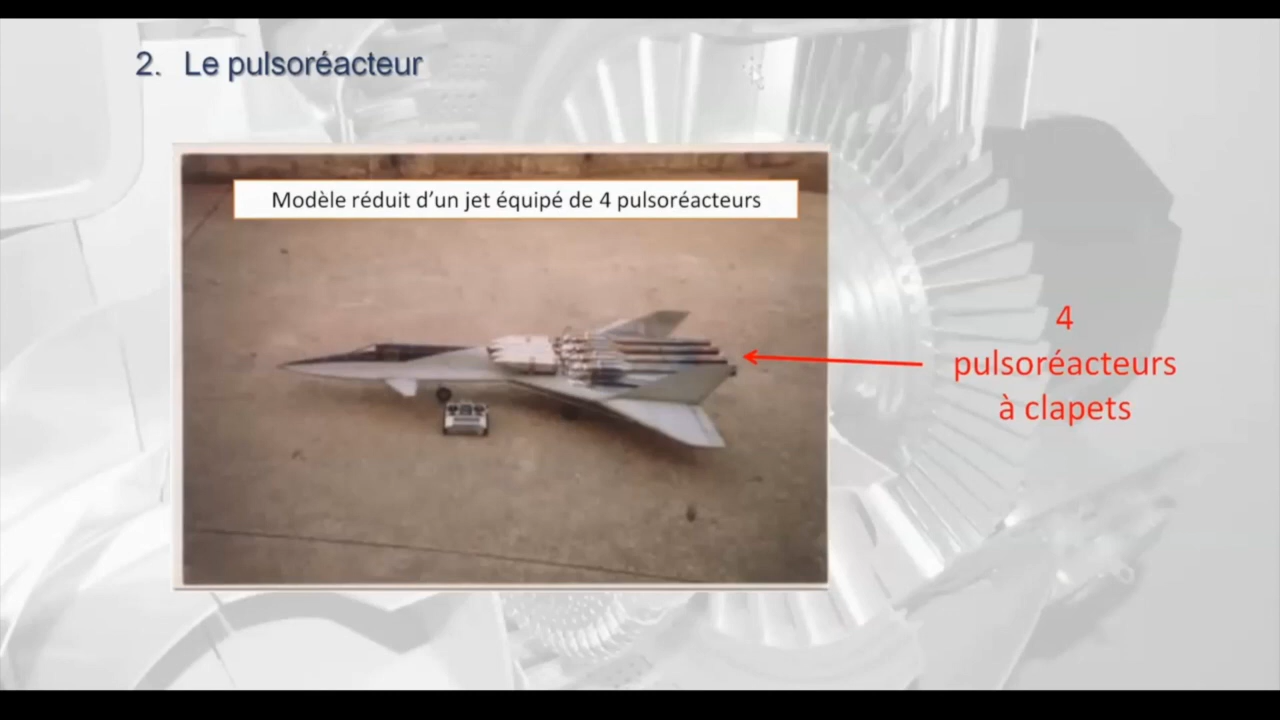 2. Le pulsoréacteur
Modèle réduit d'un jet équipé de 4 pulsoréacteurs
4
pulsoréacteurs
à clapets